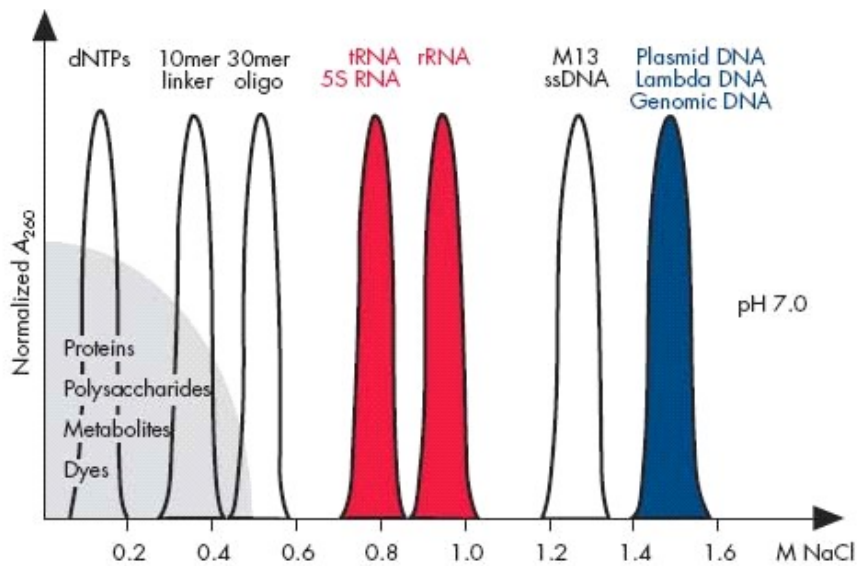 dNTPs
10mer linker
30mer oligo
tRNA
5S RNA
rRNA
M13
ssDNA
Plasmid DNA
Lambda DNA
Genomic DNA
Normalized A260
pH 7.0
Proteins
Polysaccharides
Metabolites
Dyes
0.2 0.4 0.6 0.8 1.0 1.2 1.4 1.6 M NaCl